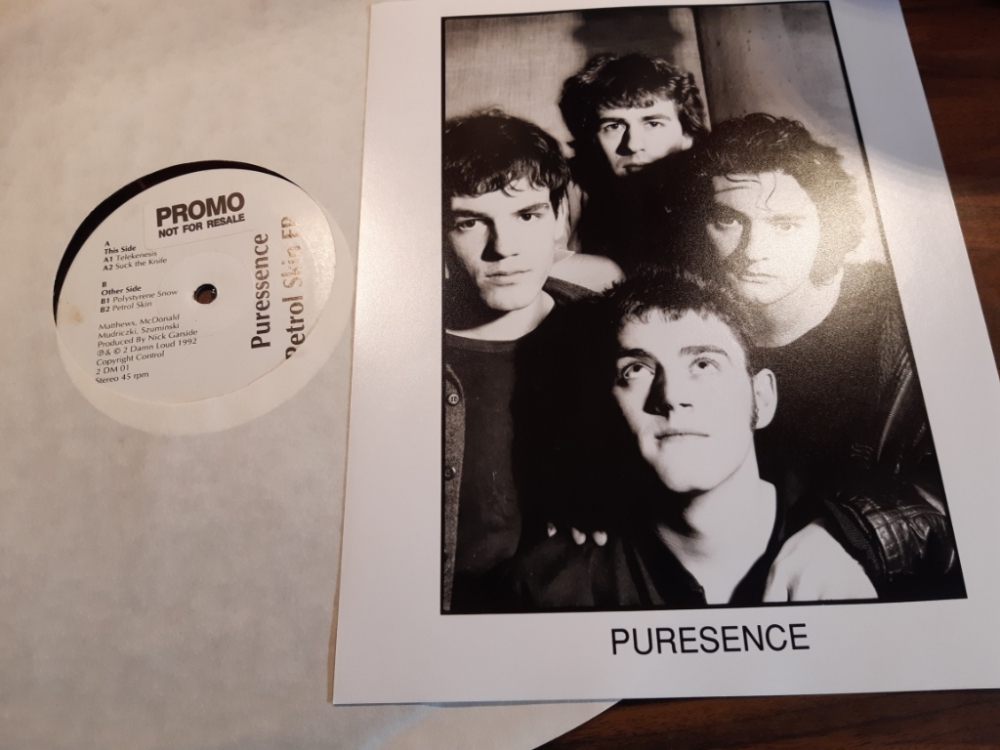 PROMO
NOT FOR RESALE
A
This Side
A1 Telekenesis
A2 Suck the Knife
B
Other Side
B1 Polystyrene Snow
B2 Petrol Skin
Matthews, McDonald
Mudriczki, Szuminski
Produced By Nick Garside
℗& © 2 Damn Loud 1992
Copyright Control
2 DM 01
Stereo 45 rpm
Puressence
Petrol Skin EP
PURESENCE